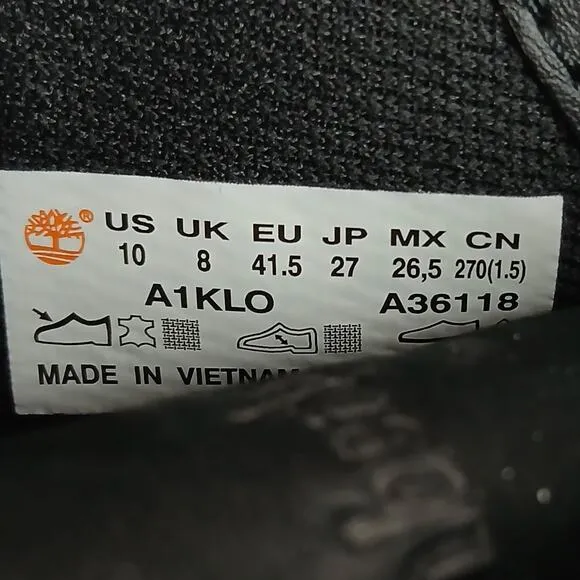 ® US UK EU JP MX CN
10 8 41.5 27 26,5 270(1.5)
A1KLO A36118
MADE IN VIETNAM